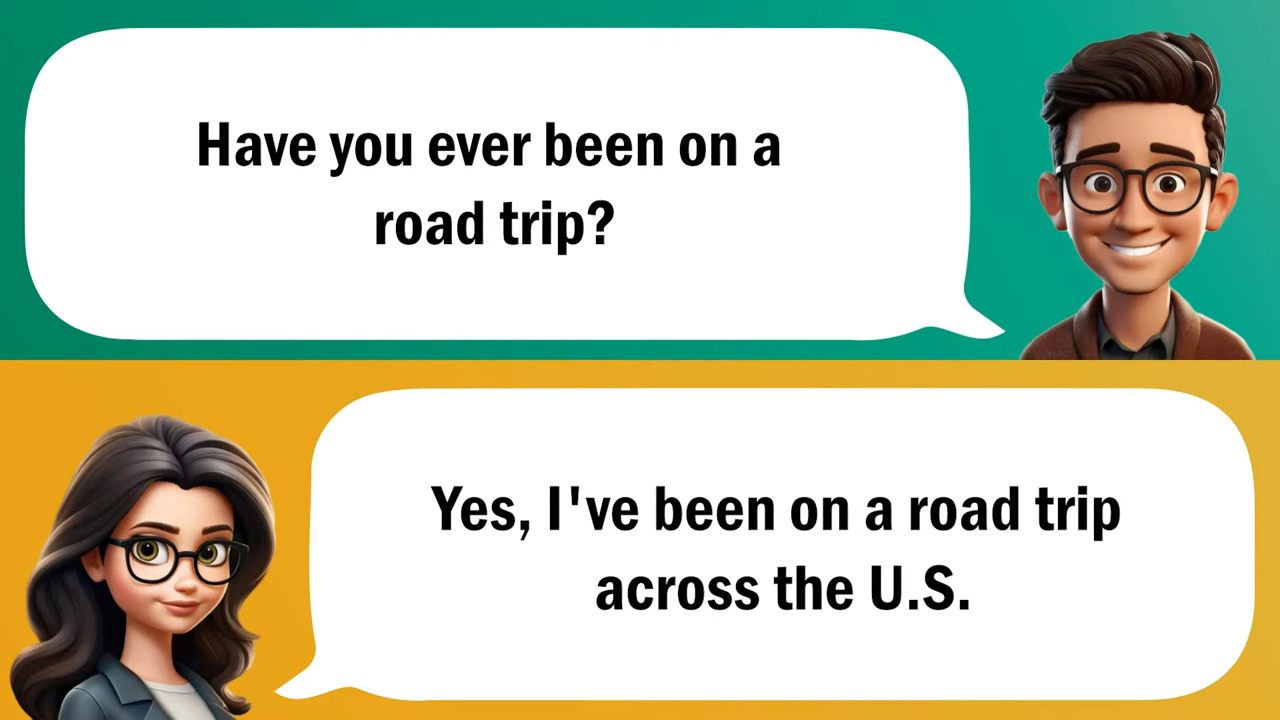 Have you ever been on a
road trip?
Yes, I've been on a road trip
across the U.S.